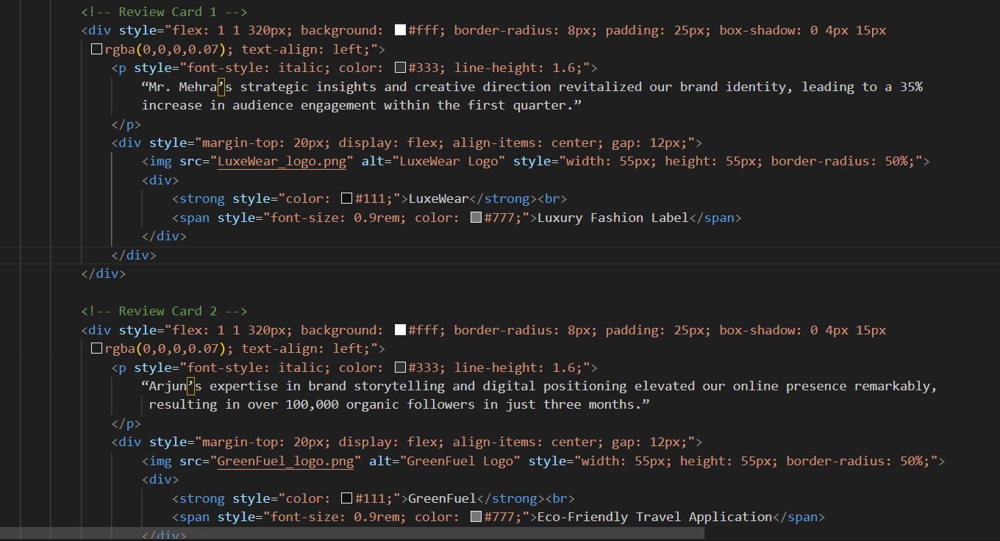 <!-- Review Card 1 -->
<div style="flex: 1 1 320px; background: #fff; border-radius: 8px; padding: 25px; box-shadow: 0 4px 15px
rgba(0,0,0,0.07); text-align: left;">
<p style="font-style: italic; color: #333; line-height: 1.6;">
“Mr. Mehra’s strategic insights and creative direction revitalized our brand identity, leading to a 35%
increase in audience engagement within the first quarter.”
</p>
<div style="margin-top: 20px; display: flex; align-items: center; gap: 12px;">
<img src="LuxeWear_logo.png" alt="LuxeWear Logo" style="width: 55px; height: 55px; border-radius: 50%;">
<div>
<strong style="color: #111;">LuxeWear</strong><br>
<span style="font-size: 0.9rem; color: #777;">Luxury Fashion Label</span>
</div>
</div>
</div>
<!-- Review Card 2 -->
<div style="flex: 1 1 320px; background: #fff; border-radius: 8px; padding: 25px; box-shadow: 0 4px 15px
rgba(0,0,0,0.07); text-align: left;">
<p style="font-style: italic; color: #333; line-height: 1.6;">
“Arjun’s expertise in brand storytelling and digital positioning elevated our online presence remarkably,
resulting in over 100,000 organic followers in just three months.”
</p>
<div style="margin-top: 20px; display: flex; align-items: center; gap: 12px;">
<img src="GreenFuel_logo.png" alt="GreenFuel Logo" style="width: 55px; height: 55px; border-radius: 50%;">
<div>
<strong style="color: #111;">GreenFuel</strong><br>
<span style="font-size: 0.9rem; color: #777;">Eco-Friendly Travel Application</span>
</div>